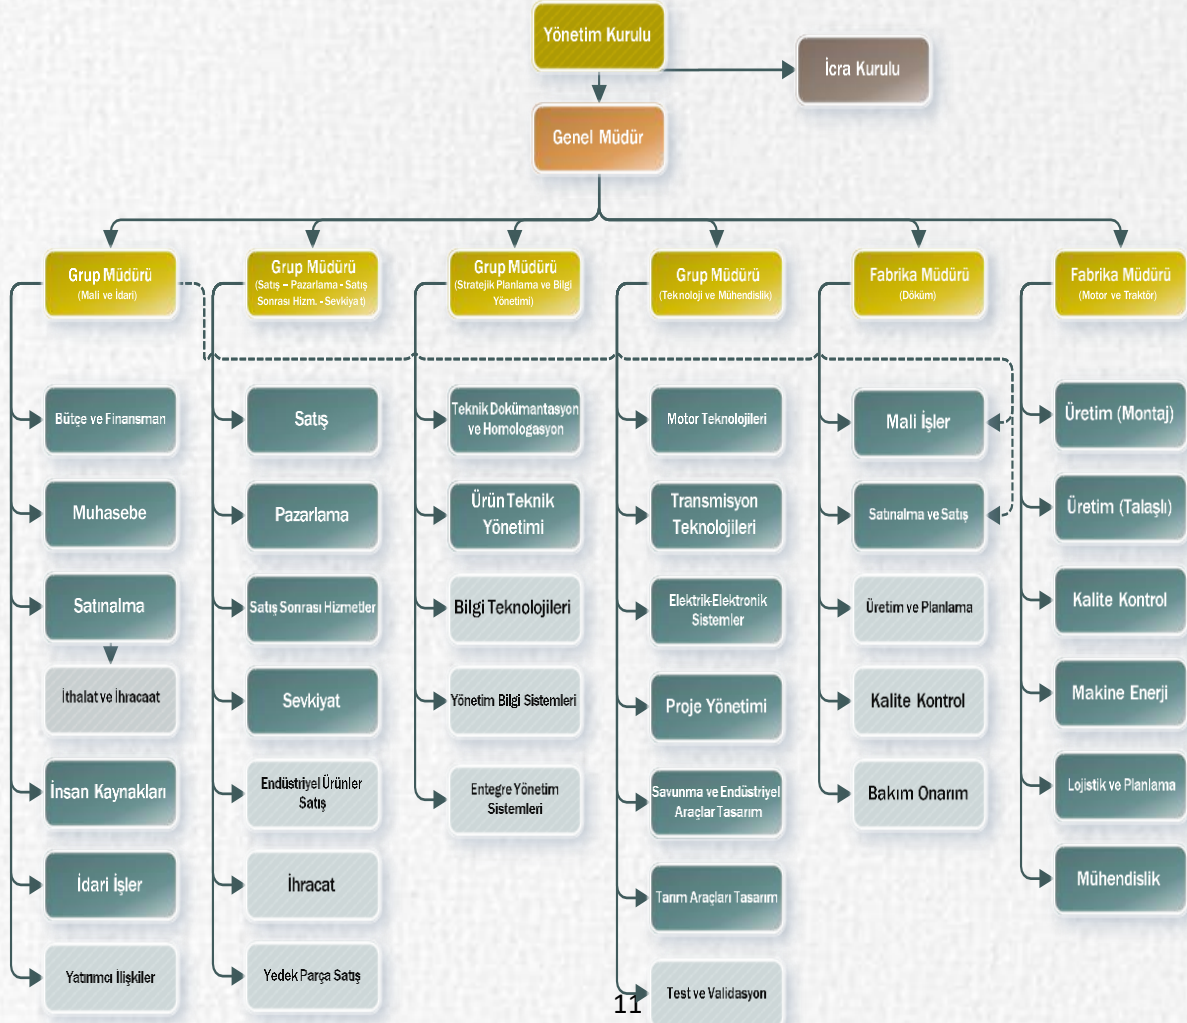 Yönetim Kurulu
İcra Kurulu
Genel Müdür
Grup Müdürü
(Mali ve İdari)
Grup Müdürü
(Satış – Pazarlama - Satış
Sonrası Hizm. - Sevkiyat)
Grup Müdürü
(Stratejik Planlama ve Bilgi
Yönetimi)
Grup Müdürü
(Teknoloji ve Mühendislik)
Fabrika Müdürü
(Döküm)
Fabrika Müdürü
(Motor ve Traktör)
Bütçe ve Finansman
Muhasebe
Satınalma
İthalat ve İhracaat
İnsan Kaynakları
İdari İşler
Yatırımcı İlişkiler
Satış
Pazarlama
Satış Sonrası Hizmetler
Sevkiyat
Endüstriyel Ürünler
Satış
İhracat
Yedek Parça Satış
Teknik Dokümantasyon
ve Homologasyon
Ürün Teknik
Yönetimi
Bilgi Teknolojileri
Yönetim Bilgi Sistemleri
Entegre Yönetim
Sistemleri
Motor Teknolojileri
Transmisyon
Teknolojileri
Elektrik-Elektronik
Sistemler
Proje Yönetimi
Savunma ve Endüstriyel
Araçlar Tasarım
Tarım Araçları Tasarım
Test ve Validasyon
Mali İşler
Satınalma ve Satış
Üretim ve Planlama
Kalite Kontrol
Bakım Onarım
Üretim (Montaj)
Üretim (Talaşlı)
Kalite Kontrol
Makine Enerji
Lojistik ve Planlama
Mühendislik
11